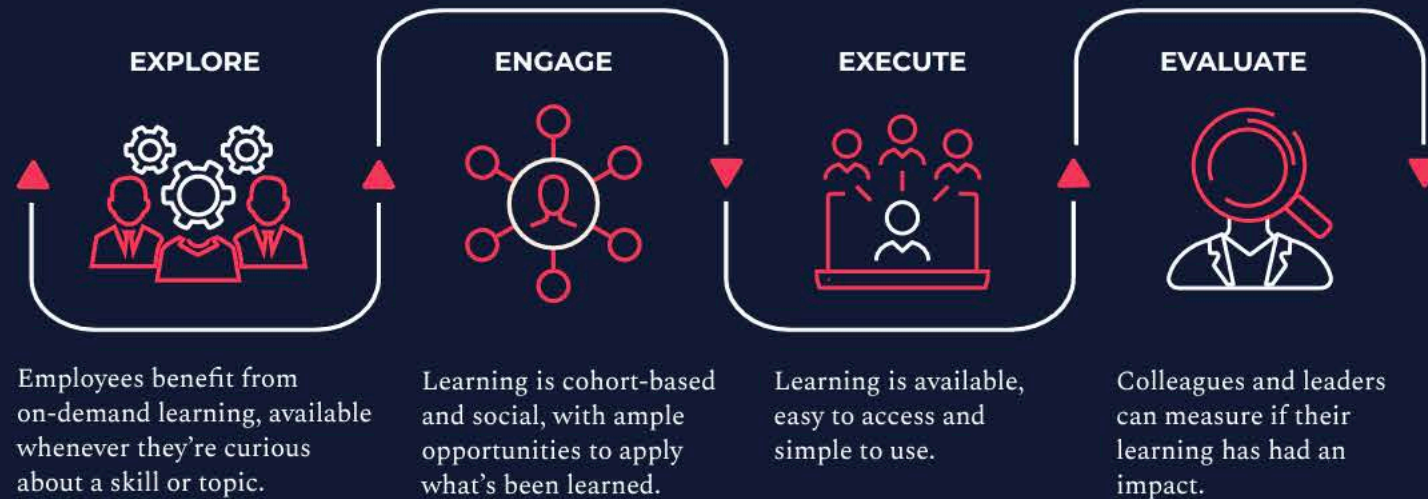 EXPLORE
ENGAGE
EXECUTE
EVALUATE
Employees benefit from
on-demand learning, available
whenever they’re curious
about a skill or topic.
Learning is cohort-based
and social, with ample
opportunities to apply
what’s been learned.
Learning is available,
easy to access and
simple to use.
Colleagues and leaders
can measure if their
learning has had an
impact.